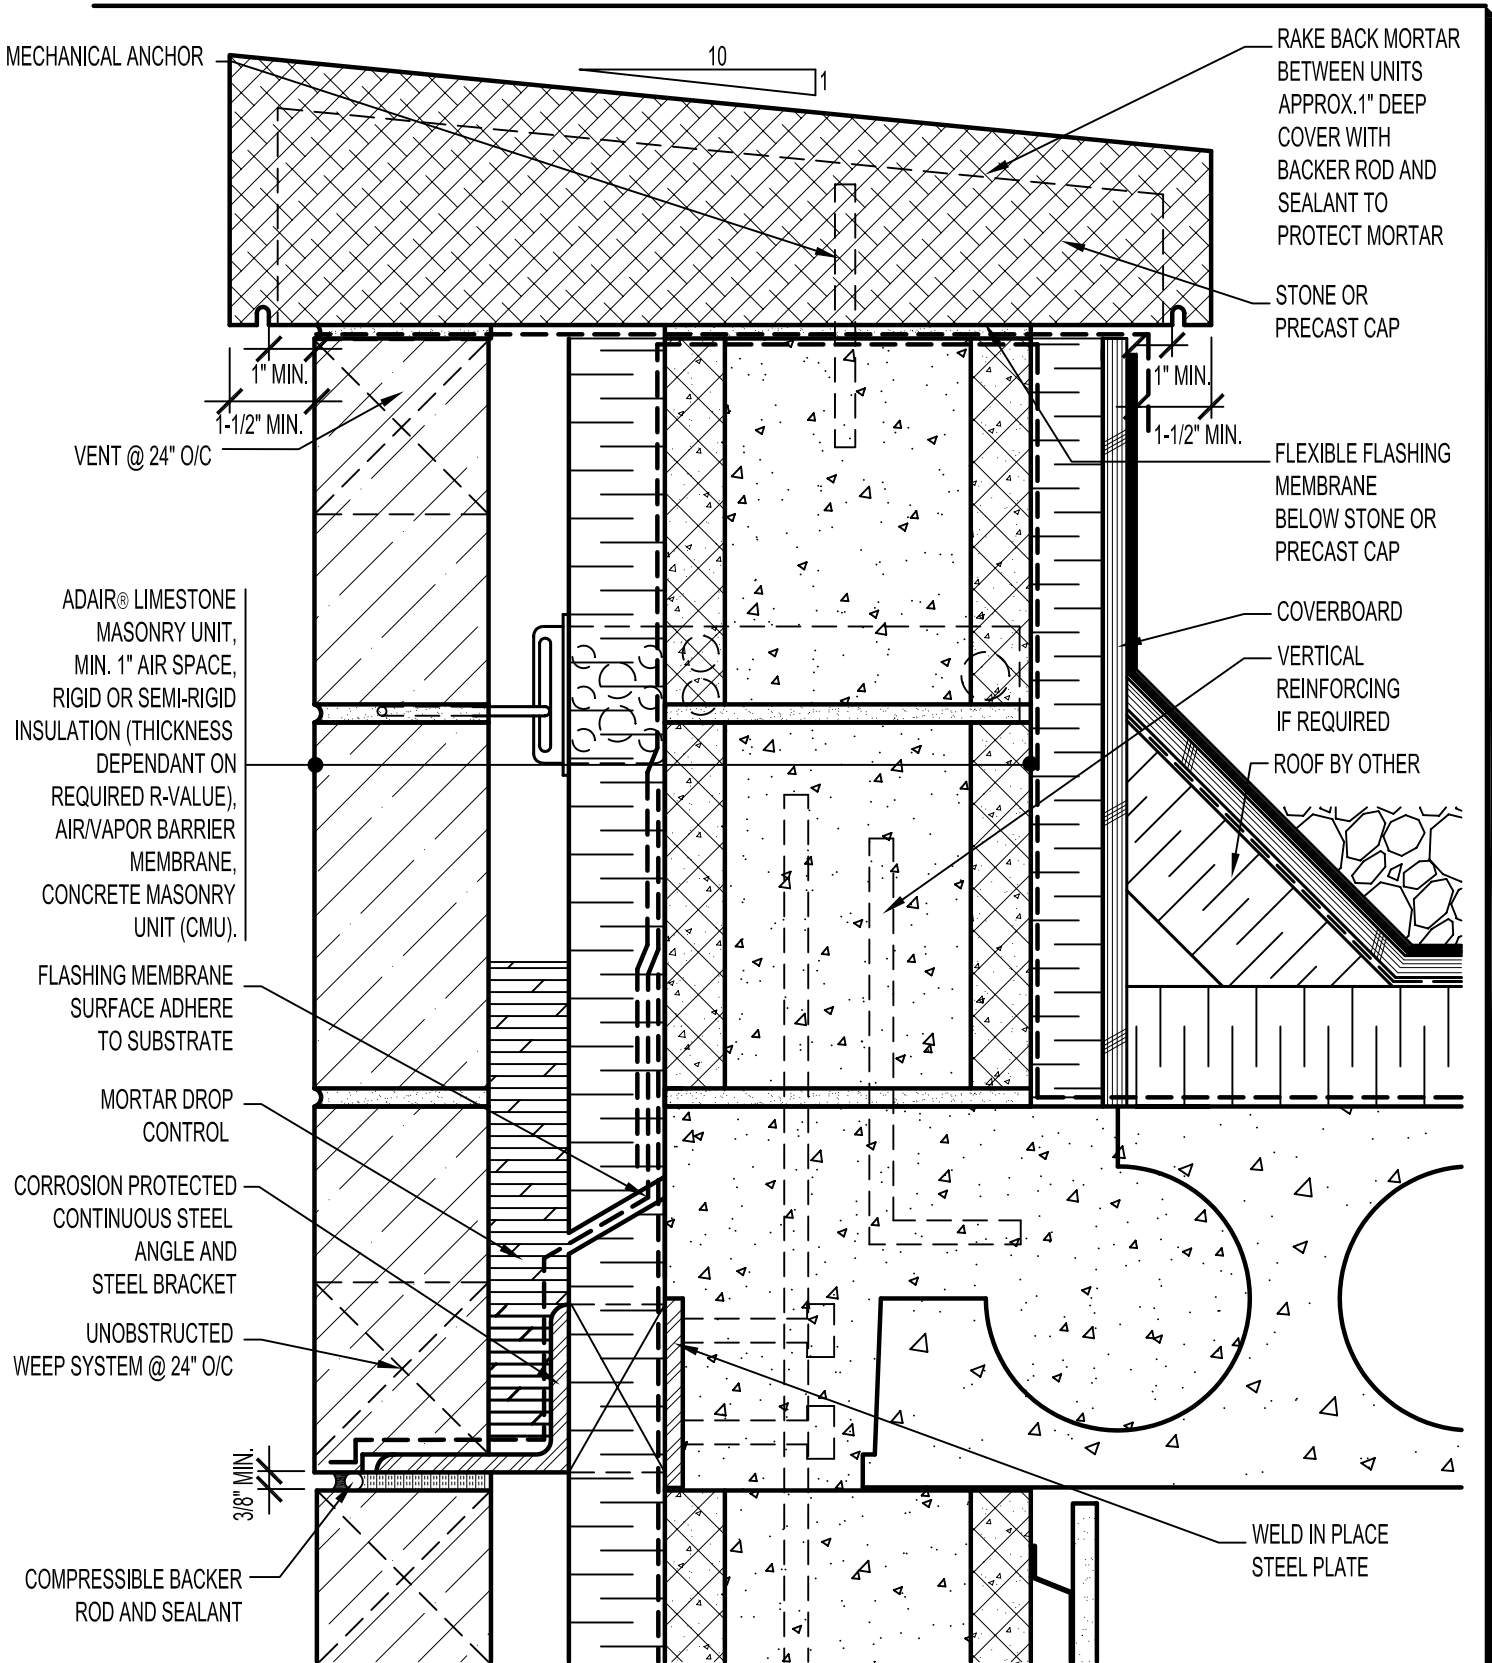 MECHANICAL ANCHOR
10
1
RAKE BACK MORTAR
BETWEEN UNITS
APPROX.1" DEEP
COVER WITH
BACKER ROD AND
SEALANT TO
PROTECT MORTAR
STONE OR
PRECAST CAP
1" MIN.
1-1/2" MIN.
1" MIN.
1-1/2" MIN.
VENT @ 24" O/C
FLEXIBLE FLASHING
MEMBRANE
BELOW STONE OR
PRECAST CAP
ADAIR® LIMESTONE
MASONRY UNIT,
MIN. 1" AIR SPACE,
RIGID OR SEMI-RIGID
INSULATION (THICKNESS
DEPENDANT ON
REQUIRED R-VALUE),
AIR/VAPOR BARRIER
MEMBRANE,
CONCRETE MASONRY
UNIT (CMU).
COVERBOARD
VERTICAL
REINFORCING
IF REQUIRED
ROOF BY OTHER
FLASHING MEMBRANE
SURFACE ADHERE
TO SUBSTRATE
MORTAR DROP
CONTROL
CORROSION PROTECTED
CONTINUOUS STEEL
ANGLE AND
STEEL BRACKET
UNOBSTRUCTED
WEEP SYSTEM @ 24" O/C
3/8" MIN.
COMPRESSIBLE BACKER
ROD AND SEALANT
WELD IN PLACE
STEEL PLATE